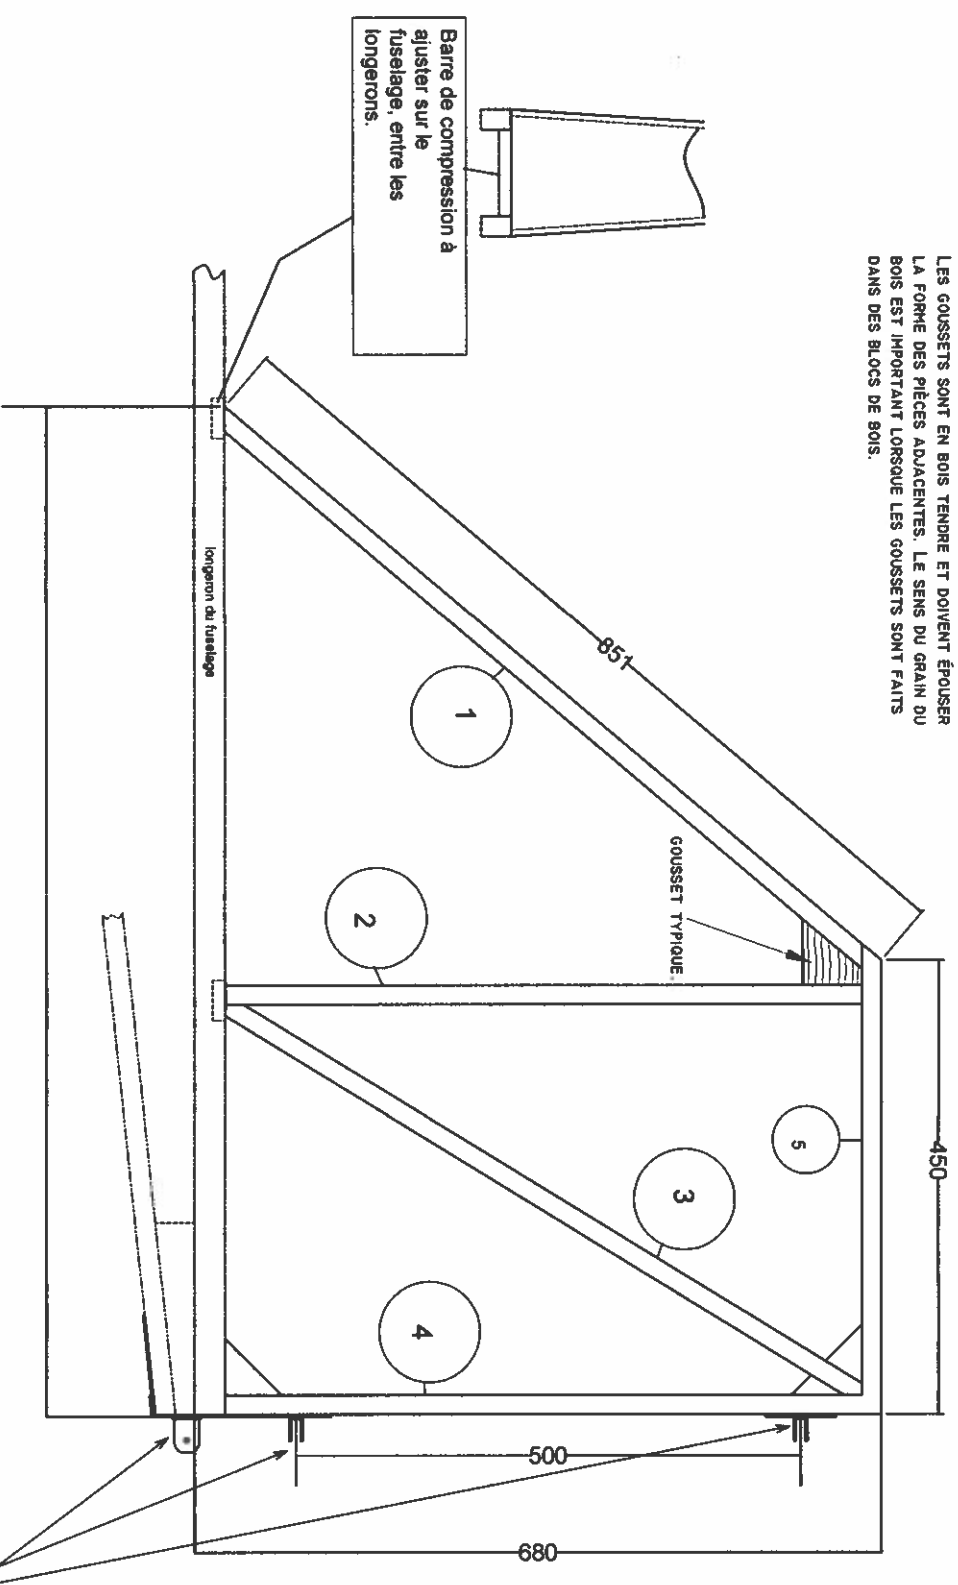 LES GOUSSETS SONT EN BOIS TENDRE ET DOIVENT ÉPOUSER
LA FORME DES PIÈCES ADJACENTES. LE SENS DU GRAIN DU
BOIS EST IMPORTANT LORSQUE LES GOUSSETS SONT FAITS
DANS DES BLOCS DE BOIS.
Barre de compression à
ajuster sur le
fuselage, entre les
longerons.
450
851
GOUSSET TYPIQUE.
5
3
1
2
4
500
680
longeron du fuselage